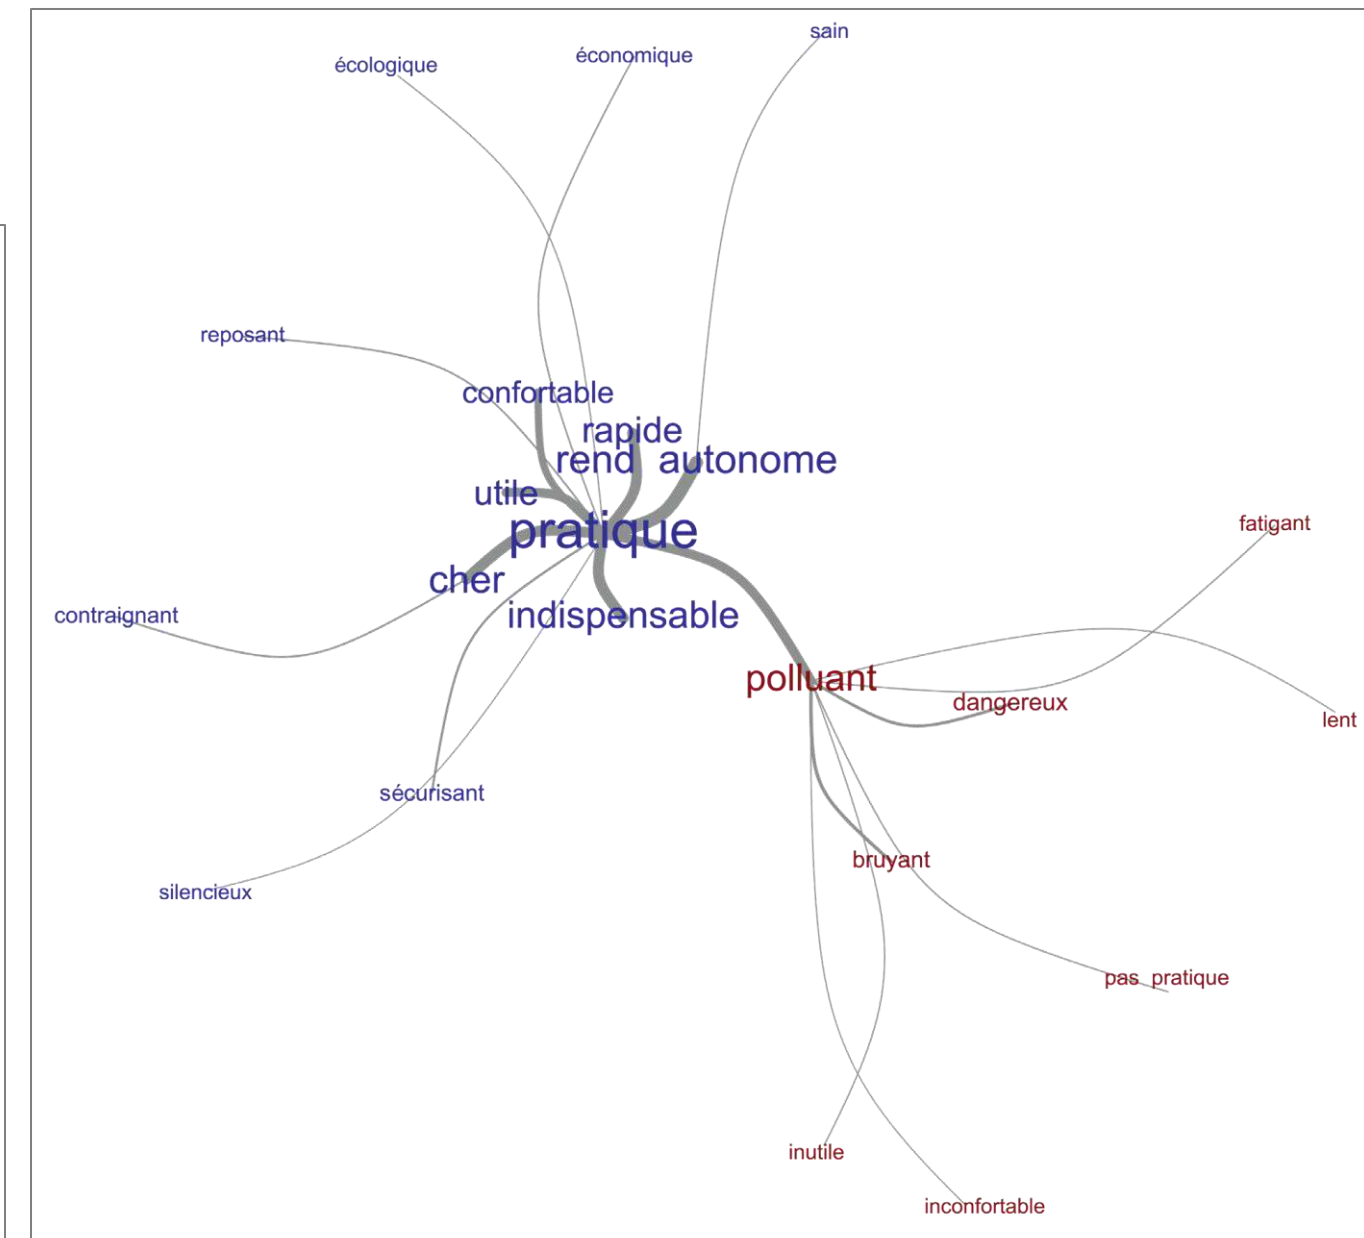 sain
économique
écologique
reposant
confortable
rapide
rend autonome
utile
pratique
fatigant
cher
contraignant
indispensable
polluant
dangereux
lent
sécurisant
bruyant
silencieux
pas pratique
inutile
inconfortable